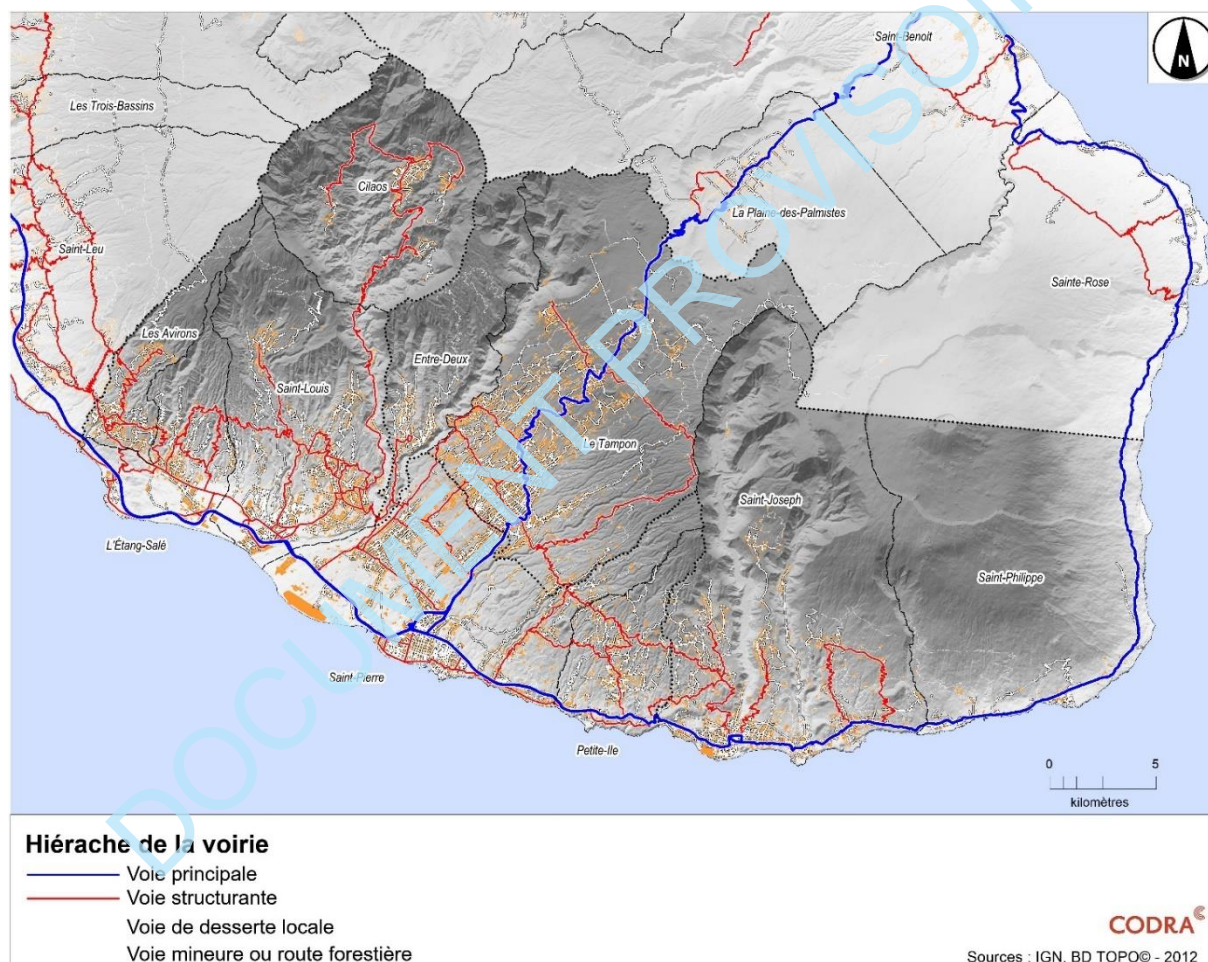 Saint-Benoit
N
Les Trois-Bassins
Cilaos
La Plaine-des-Palmistes
Saint-Leu
Sainte-Rose
Les Avirons
Entre-Deux
Saint-Louis
Le Tampon
Saint-Joseph
L'Étang-Salé
Saint-Philippe
Saint-Pierre
Petite-Ile
0 5
kilomètres
DOCUMENT PROVISOI
Hiérache de la voirie
Voie principale
Voie structurante
Voie de desserte locale
Voie mineure ou route forestière
CODRA
Sources : IGN, BD TOPO© - 2012